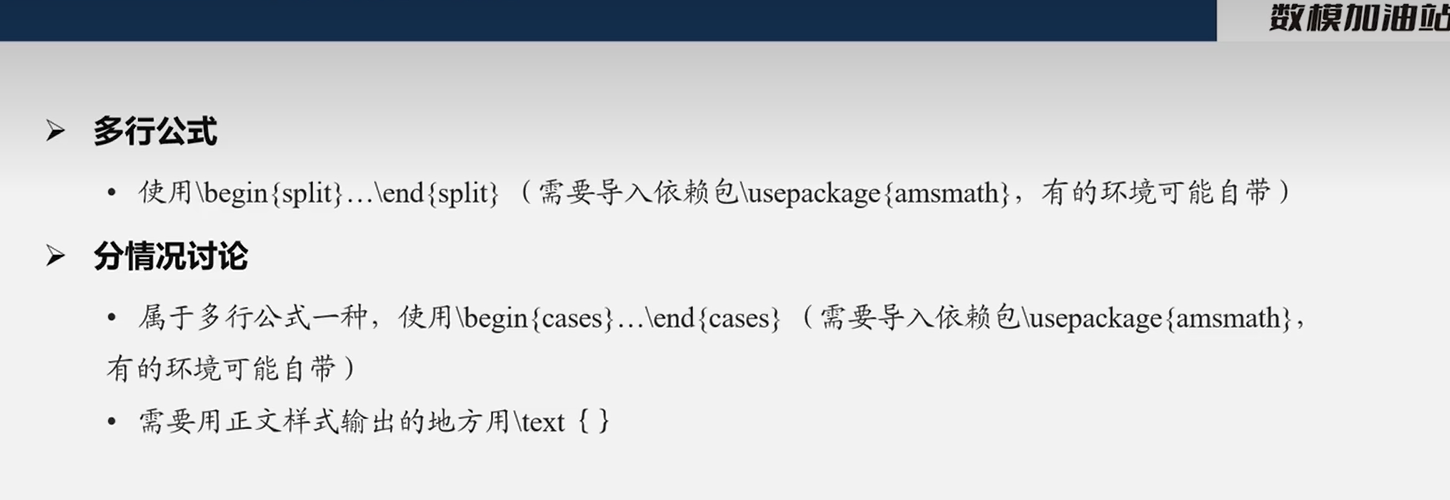 数模加油站
➢ 多行公式
• 使用\begin{split}…\end{split}（需要导入依赖包\usepackage{amsmath}，有的环境可能自带）
➢ 分情况讨论
• 属于多行公式一种，使用\begin{cases}…\end{cases}（需要导入依赖包\usepackage{amsmath}，
有的环境可能自带）
• 需要用正文样式输出的地方用\text｛｝